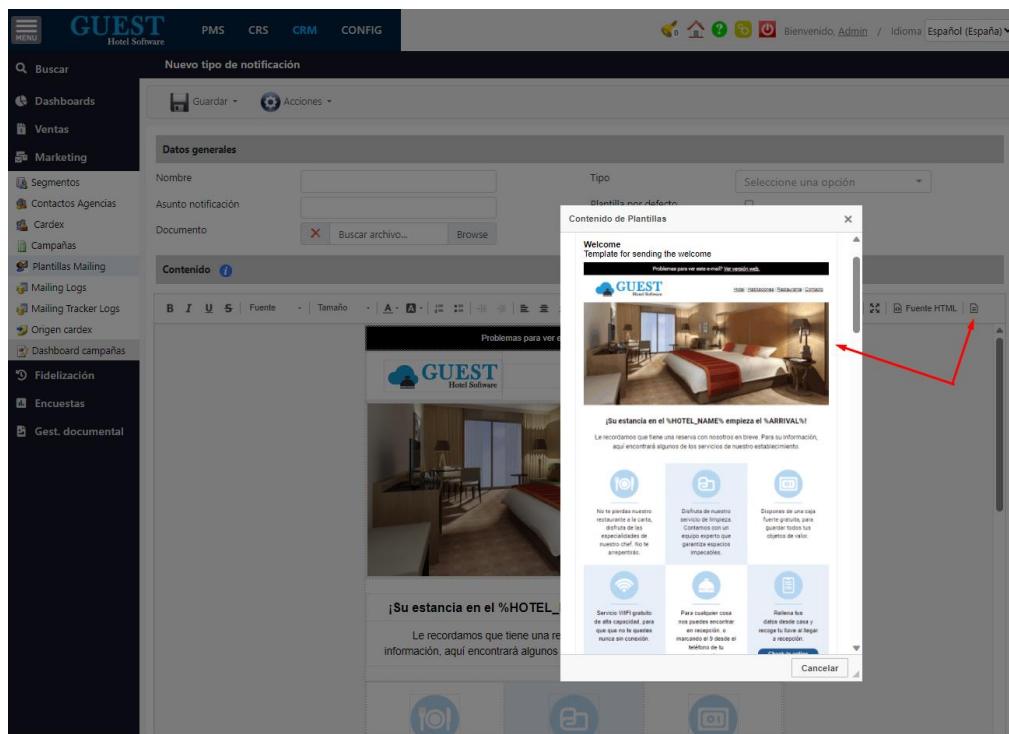 MENU
GUEST
Hotel Software
PMS CRS CRM CONFIG
0
Bienvenido, Admin / Idioma Español (España)
Buscar
Nuevo tipo de notificación
Dashboards
Guardar
Acciones
Ventas
Marketing
Datos generales
Segmentos
Nombre
Tipo
Seleccione una opción
Contactos Agencias
Asunto notificación
Plantilla por defecto
Cardex
Documento
Buscar archivo...
Browse
Campañas
Plantillas Mailing
Contenido
Mailing Logs
Mailing Tracker Logs
B I U S Fuente Tamaño A A
Fuente HTML
Origen cardex
Dashboard campañas
Fidelización
Encuestas
Gest. documental
Problemas para ver e
GUEST
Hotel Software
¡Su estancia en el %HOTEL_
Le recordamos que tiene una re
información, aquí encontrará algunos
Contenido de Plantillas
Welcome
Template for sending the welcome
Problemas para ver este e-mail? Ver versión web.
GUEST
Hotel Software
Hotel Habitaciones Restaurante Contacto
¡Su estancia en el %HOTEL_NAME% empieza el %ARRIVAL%!
Le recordamos que tiene una reserva con nosotros en breve. Para su información,
aquí encontrará algunos de los servicios de nuestro establecimiento.
No te pierdas nuestro
restaurante a la carta,
disfruta de las
especialidades de
nuestro chef. No te
arrepentirás.
Disfruta de nuestro
servicio de limpieza.
Contamos con un
equipo experto que
garantiza espacios
impecables.
Dispones de una caja
fuerte gratuita, para
guardar todos tus
objetos de valor.
Servicio WIFI gratuito
de alta capacidad, para
que que no te quedes
nunca sin conexión.
Para cualquier cosa
nos puedes encontrar
en recepción, o
marcando el 9 desde el
teléfono de tu
Rellena tus
datos desde casa y
recoge tu llave al llegar
a recepción.
Cancelar